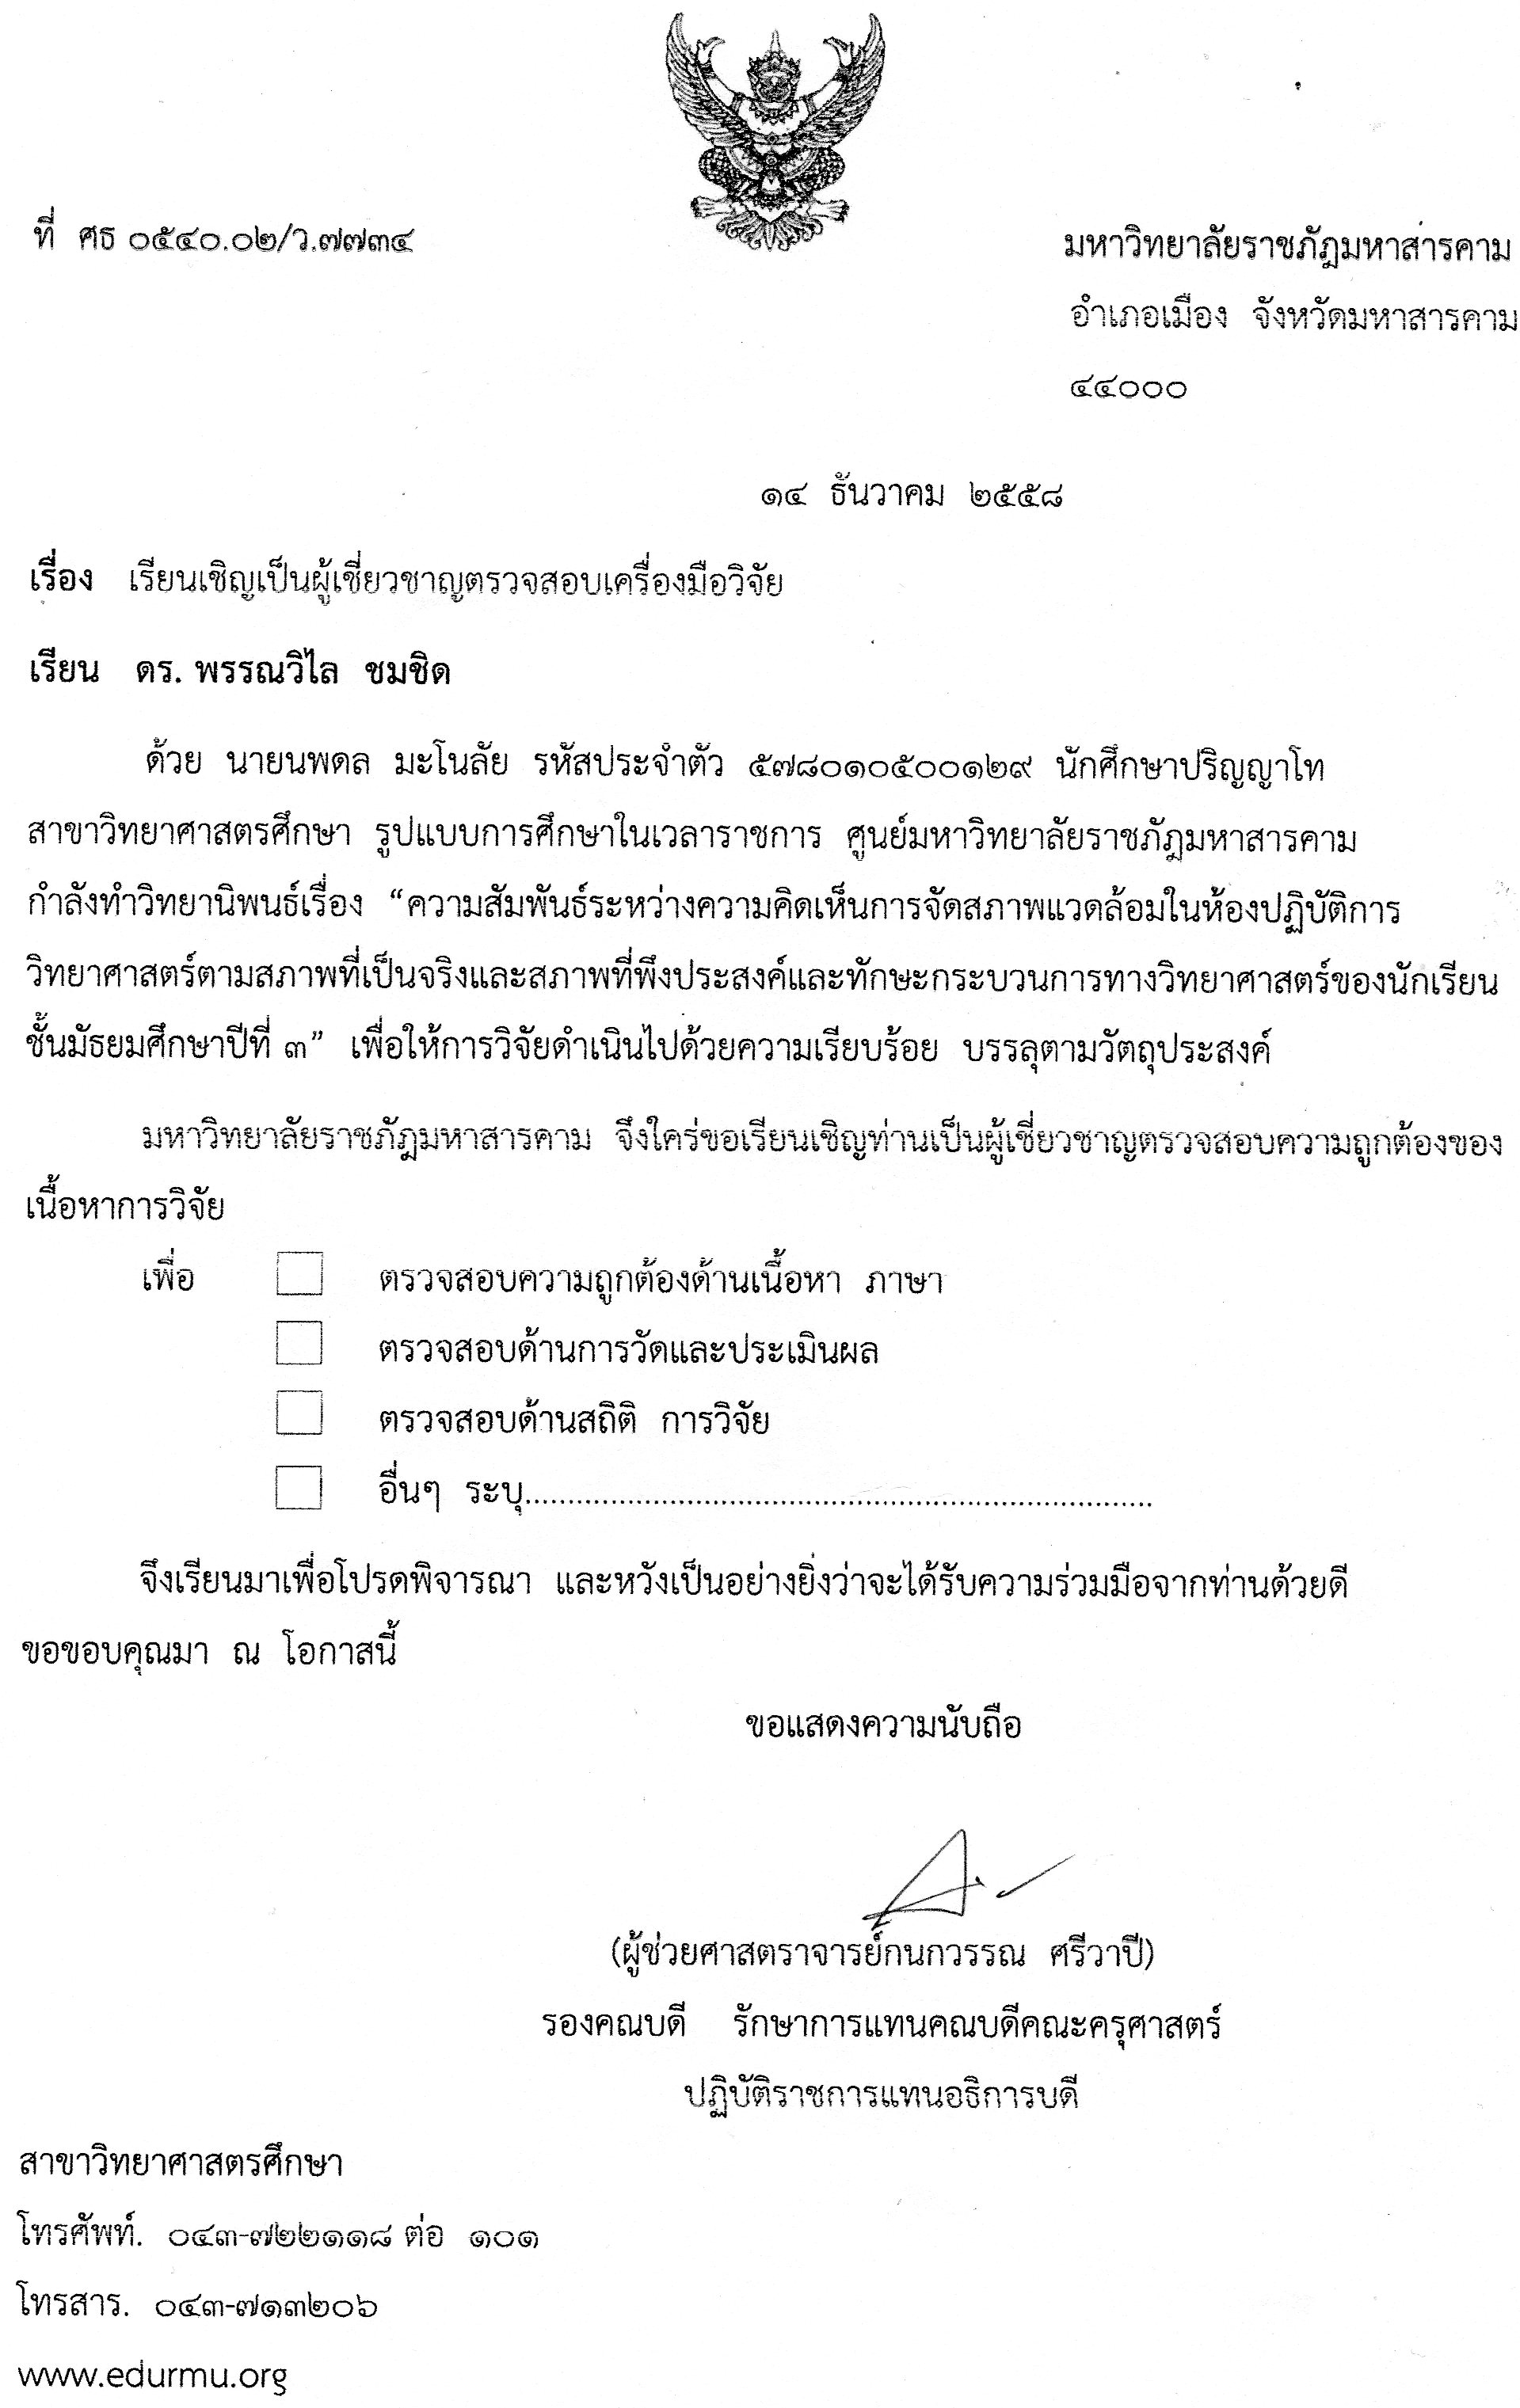 ที่ ศธ ๐๕๔๐.๐๒/ว.๗๗๓๔
มหาวิทยาลัยราชภัฏมหาสารคาม
อำเภอเมือง จังหวัดมหาสารคาม
๔๔๐๐๐
๑๔ ธันวาคม ๒๕๕๘
เรื่อง เรียนเชิญเป็นผู้เชี่ยวชาญตรวจสอบเครื่องมือวิจัย
เรียน ดร. พรรณวิไล ชมชิด
ด้วย นายนพดล มะโนลัย รหัสประจำตัว ๕๗๘๐๑๐๕๐๐๑๒๙ นักศึกษาปริญญาโท
สาขาวิทยาศาสตรศึกษา รูปแบบการศึกษาในเวลาราชการ ศูนย์มหาวิทยาลัยราชภัฏมหาสารคาม
กำลังทำวิทยานิพนธ์เรื่อง “ความสัมพันธ์ระหว่างความคิดเห็นการจัดสภาพแวดล้อมในห้องปฏิบัติการ
วิทยาศาสตร์ตามสภาพที่เป็นจริงและสภาพที่พึงประสงค์และทักษะกระบวนการทางวิทยาศาสตร์ของนักเรียน
ชั้นมัธยมศึกษาปีที่ ๓” เพื่อให้การวิจัยดำเนินไปด้วยความเรียบร้อย บรรลุตามวัตถุประสงค์
มหาวิทยาลัยราชภัฏมหาสารคาม จึงใคร่ขอเรียนเชิญท่านเป็นผู้เชี่ยวชาญตรวจสอบความถูกต้องของ
เนื้อหาการวิจัย
เพื่อ ตรวจสอบความถูกต้องด้านเนื้อหา ภาษา
ตรวจสอบด้านการวัดและประเมินผล
ตรวจสอบด้านสถิติ การวิจัย
อื่นๆ ระบุ................................................................................
จึงเรียนมาเพื่อโปรดพิจารณา และหวังเป็นอย่างยิ่งว่าจะได้รับความร่วมมือจากท่านด้วยดี
ขอขอบคุณมา ณ โอกาสนี้
ขอแสดงความนับถือ
(ผู้ช่วยศาสตราจารย์กนกวรรณ ศรีวาปี)
รองคณบดี รักษาการแทนคณบดีคณะครุศาสตร์
ปฏิบัติราชการแทนอธิการบดี
สาขาวิทยาศาสตรศึกษา
โทรศัพท์. ๐๔๓-๗๒๒๑๑๘ ต่อ ๑๐๑
โทรสาร. ๐๔๓-๗๑๓๒๐๖
www.edurmu.org